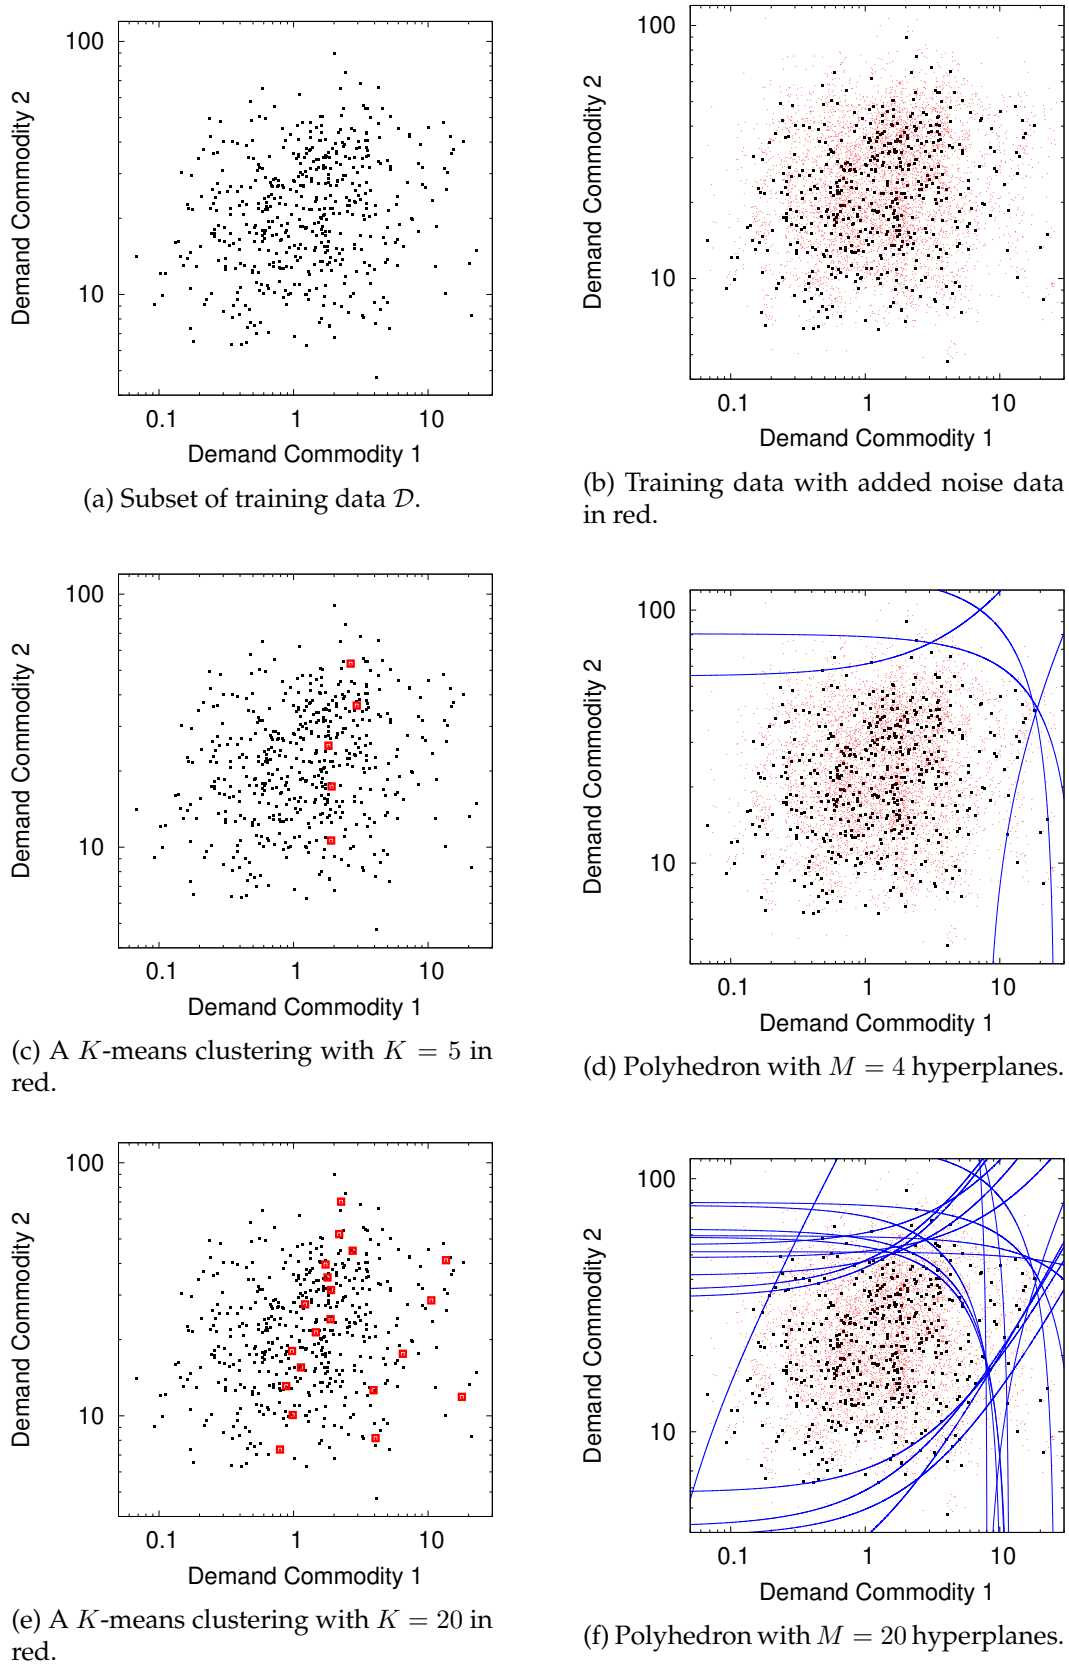 100
10
0.1 1 10
Demand Commodity 2
Demand Commodity 1
(a) Subset of training data D.
100
10
0.1 1 10
Demand Commodity 2
Demand Commodity 1
(b) Training data with added noise data
in red.
100
10
0.1 1 10
Demand Commodity 2
Demand Commodity 1
(c) A K-means clustering with K = 5 in
red.
100
10
0.1 1 10
Demand Commodity 2
Demand Commodity 1
(d) Polyhedron with M = 4 hyperplanes.
100
10
0.1 1 10
Demand Commodity 2
Demand Commodity 1
(e) A K-means clustering with K = 20 in
red.
100
10
0.1 1 10
Demand Commodity 2
Demand Commodity 1
(f) Polyhedron with M = 20 hyperplanes.